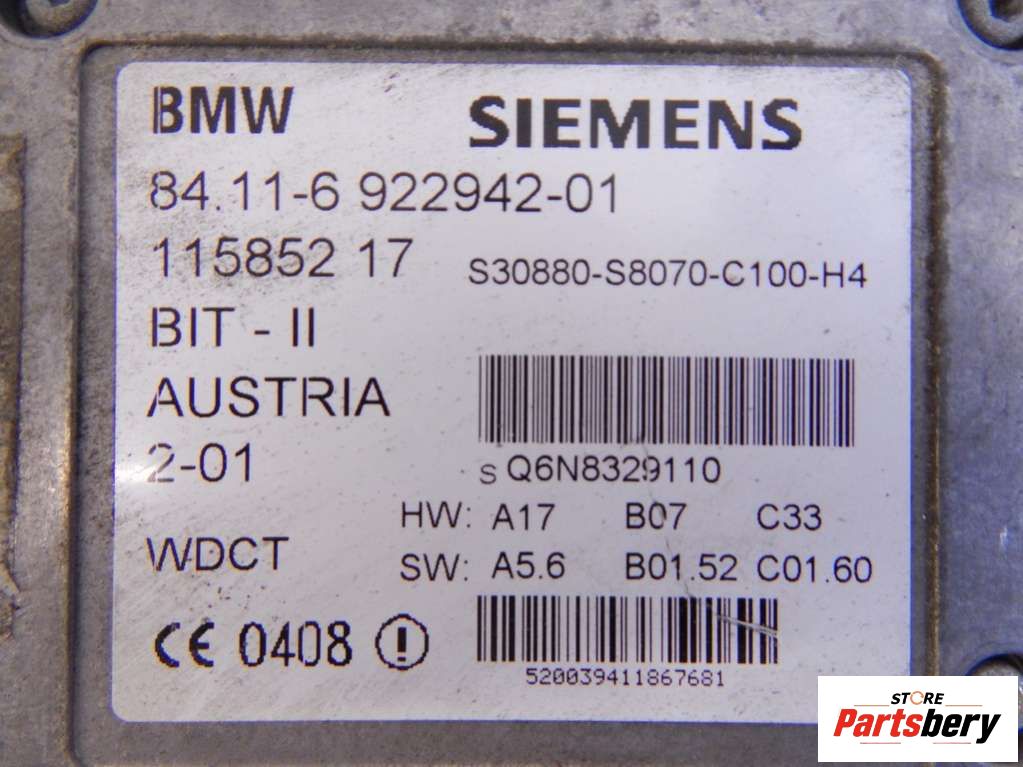 BMW SIEMENS
84.11-6 922942-01
115852 17 S30880-S8070-C100-H4
BIT - II
AUSTRIA
2-01 S Q6N8329110
HW: A17 B07 C33
WDCT SW: A5.6 B01.52 C01.60
CE 0408
520039411867681
STORE
Partsbery